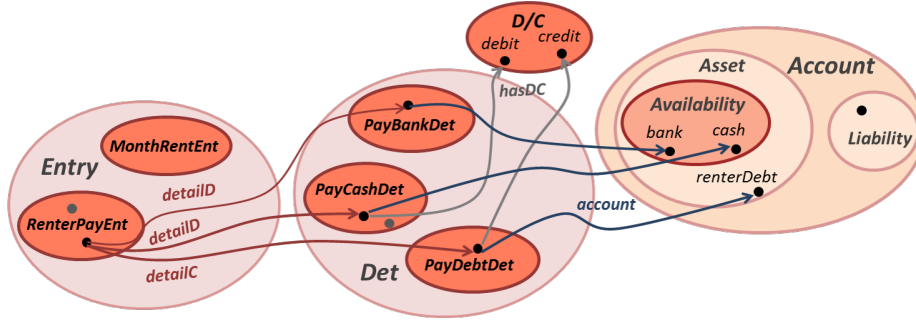 D/C
debit
credit
hasDC
Entry
MonthRentEnt
RenterPayEnt
detailD
detailD
detailC
PayBankDet
PayCashDet
PayDebtDet
Det
account
Account
Asset
Availability
bank
cash
renterDebt
Liability